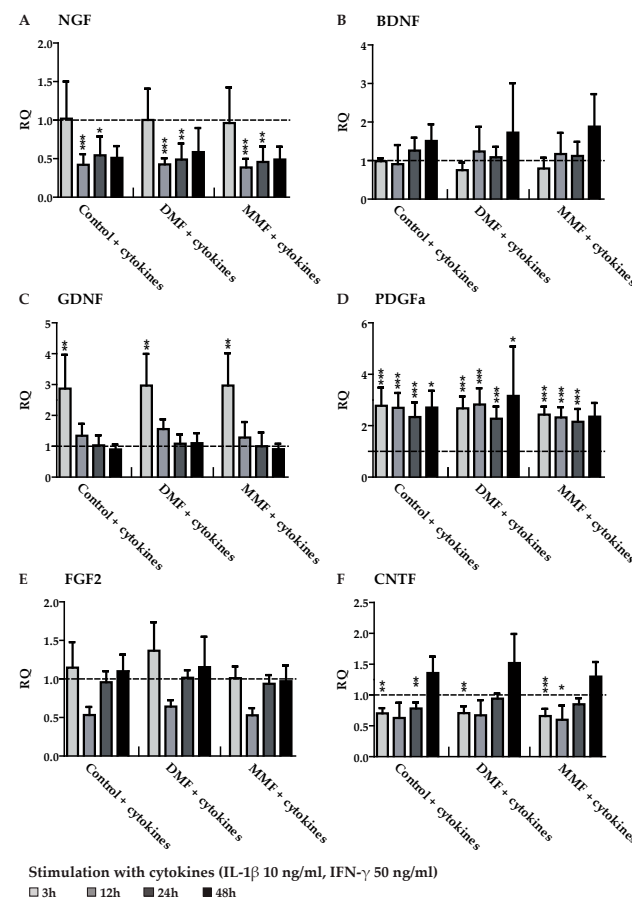 A NGF
2.0
1.5
1.0
0.5
0.0
RQ
*** *
*** **
*** **
Control + cytokines
DMF + cytokines
MMF + cytokines
B BDNF
4
3
2
1
0
RQ
Control + cytokines
DMF + cytokines
MMF + cytokines
C GDNF
5
4
3
2
1
0
RQ
**
**
**
Control + cytokines
DMF + cytokines
MMF + cytokines
D PDGFa
6
4
2
0
RQ
*** *** *** *
*** *** *** *
*** *** ***
Control + cytokines
DMF + cytokines
MMF + cytokines
E FGF2
2.0
1.5
1.0
0.5
0.0
RQ
Control + cytokines
DMF + cytokines
MMF + cytokines
F CNTF
2.5
2.0
1.5
1.0
0.5
0.0
RQ
** **
**
*** *
Control + cytokines
DMF + cytokines
MMF + cytokines
Stimulation with cytokines (IL-1β 10 ng/ml, IFN-γ 50 ng/ml)
3h 12h 24h 48h